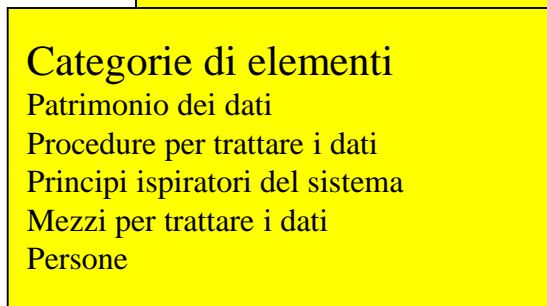 Categorie di elementi
Patrimonio dei dati
Procedure per trattare i dati
Principi ispiratori del sistema
Mezzi per trattare i dati
Persone